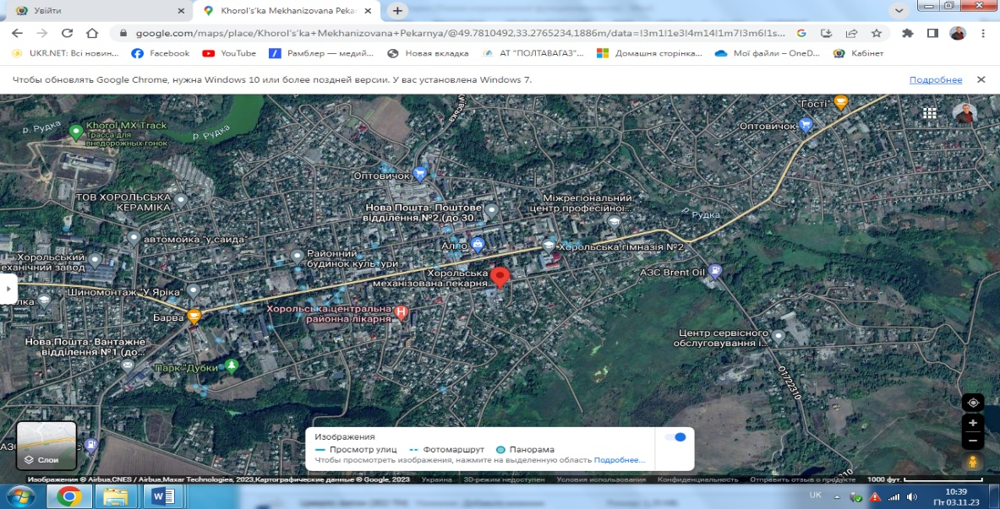 Увійти
Khorol's'ka Mekhanizovana Pekar
google.com/maps/place/Khorol's'ka+Mekhanizovana+Pekarnya/@49.7810492,33.2765234,1886m/data=!3m1!1e3!4m14!1m7!3m6!1s...
UKR.NET: Всі новин...
Facebook
YouTube
Рамблер — медий...
Новая вкладка
АТ "ПОЛТАВАГАЗ"...
Домашня сторінка...
Мої файли – OneD...
Кабінет
Чтобы обновлять Google Chrome, нужна Windows 10 или более поздней версии. У вас установлена Windows 7.
Подробнее
Гості
р. Рудка
Khorol MX Track
Трасса для
внедорожных гонок
р. Рудка
Оптовичок
Оптовичок
ТОВ ХОРОЛЬСЬКА
КЕРАМІКА
Нова Пошта. Поштове
відділення №2 (до 30...
Міжрегіональний
центр професійної...
р. Рудка
автомойка "у саида"
Алло
Хорольська гімназія №2
Районний
будинок культури
Хорольський
еханічний завод
Хорольська
механізована пекарня
АЗС Brent Oil
Шиномонтаж "У Яріка"
лка
Хорольська центральна
районна лікарня
Барва
Центр сервісного
обслуговування і...
Нова Пошта. Вантажне
відділення №1 (до...
Парк "Дубки"
01722310
АЗ
Слои
Изображения
Просмотр улиц
Фотомаршрут
Панорама
Чтобы просмотреть изображения, нажмите на выделенную область Подробнее...
Изображения © Airbus,CNES / Airbus,Maxar Technologies, 2023,Картографические данные © Google, 2023
Украина
3D-режим недоступен
Условия использования
Конфиденциальность
Отправить отзыв о продукте
1000 фут.
UK
10:39
Пт 03.11.23